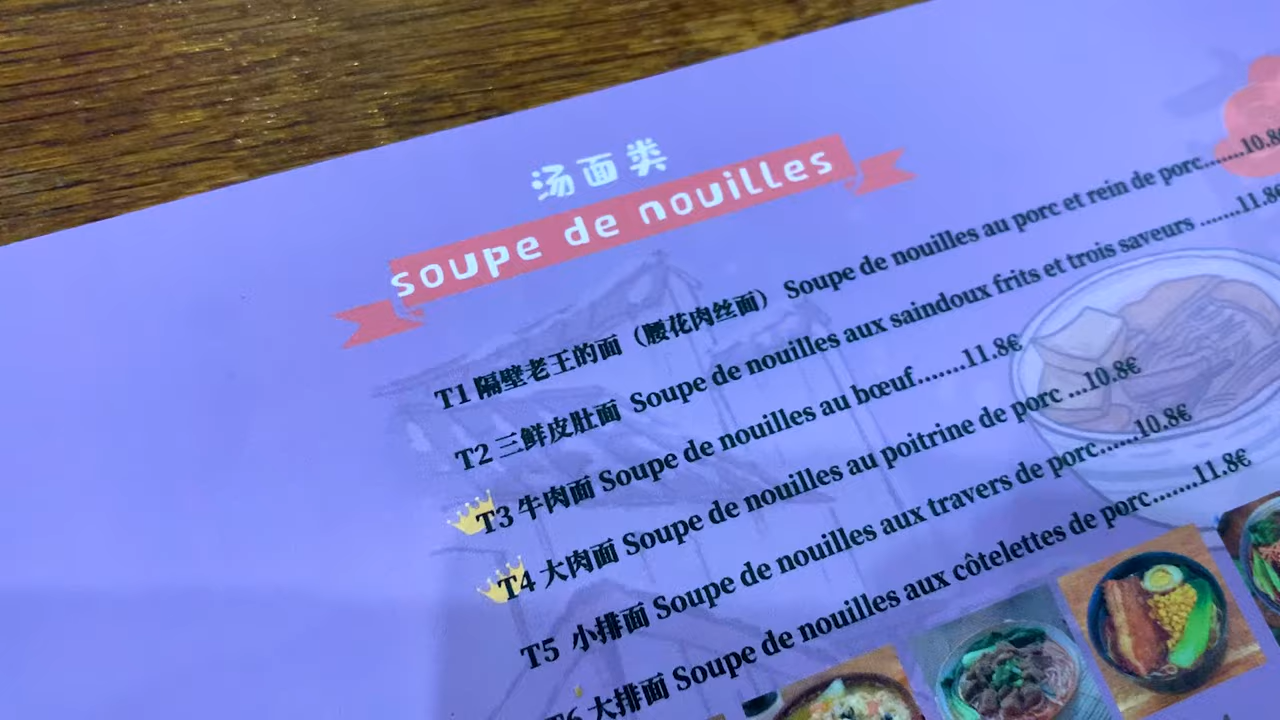 汤面类
soupe de nouilles
T1 隔壁老王的面（腰花肉丝面） Soupe de nouilles au porc et rein de porc.......10.8
T2 三鲜皮肚面 Soupe de nouilles aux saindoux frits et trois saveurs .......11.8€
T3 牛肉面 Soupe de nouilles au bœuf.......11.8€
T4 大肉面 Soupe de nouilles au poitrine de porc ...10.8€
T5 小排面 Soupe de nouilles aux travers de porc......10.8€
T6 大排面 Soupe de nouilles aux côtelettes de porc.......11.8€